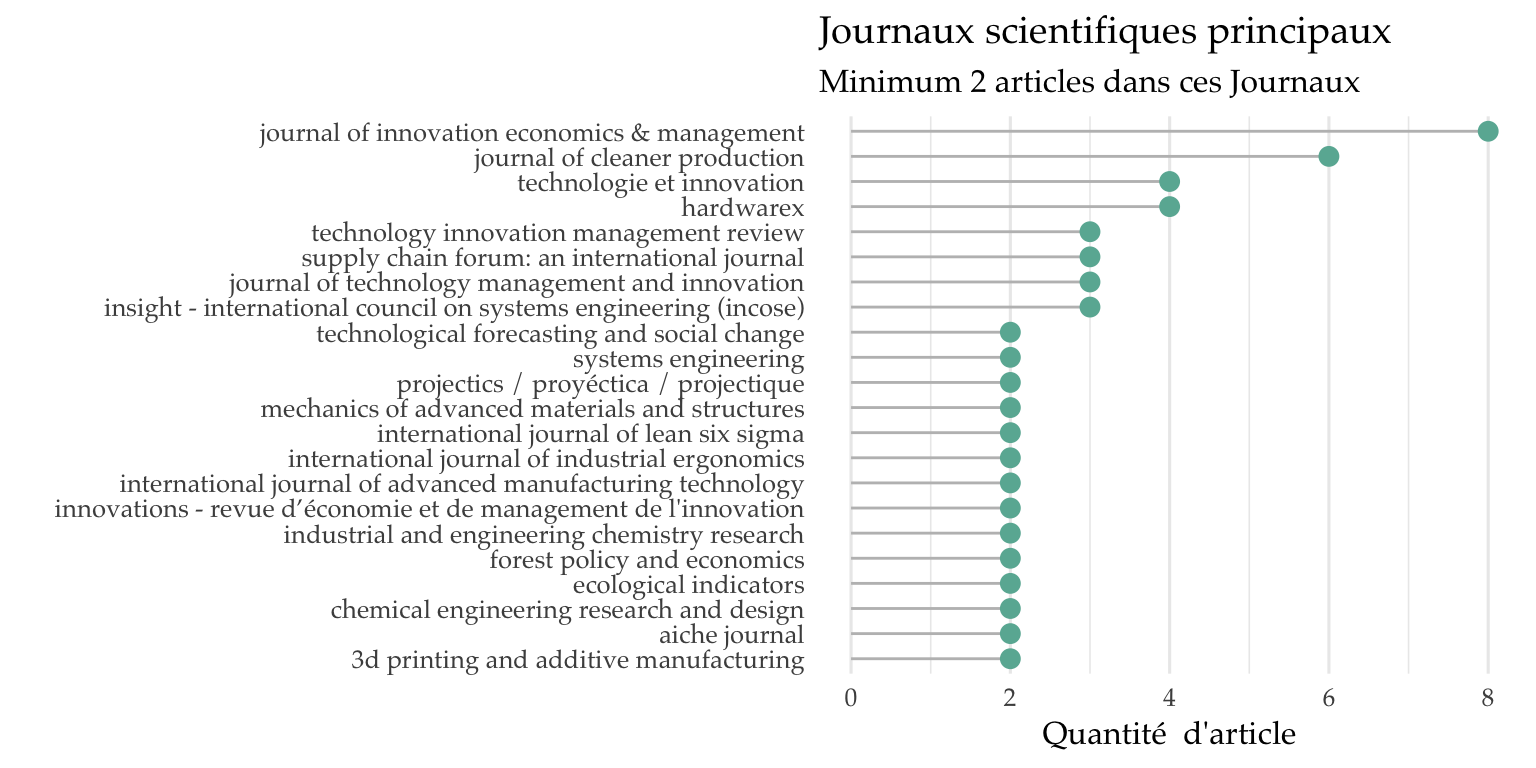 Journaux scientifiques principaux
Minimum 2 articles dans ces Journaux
journal of innovation economics & management
journal of cleaner production
technologie et innovation
hardwarex
technology innovation management review
supply chain forum: an international journal
journal of technology management and innovation
insight - international council on systems engineering (incose)
technological forecasting and social change
systems engineering
projectics / proyéctica / projectique
mechanics of advanced materials and structures
international journal of lean six sigma
international journal of industrial ergonomics
international journal of advanced manufacturing technology
innovations - revue d’économie et de management de l'innovation
industrial and engineering chemistry research
forest policy and economics
ecological indicators
chemical engineering research and design
aiche journal
3d printing and additive manufacturing
0 2 4 6 8
Quantité  d'article